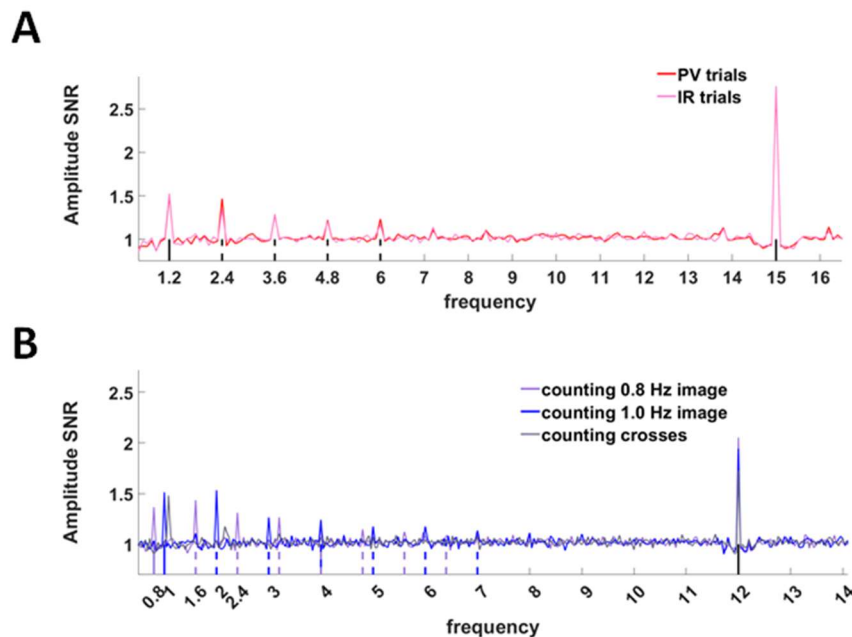 A
PV trials
IR trials
Amplitude SNR
2.5
2
1.5
1
1.2 2.4 3.6 4.8 6 7 8 9 10 11 12 13 14 15 16
frequency
B
counting 0.8 Hz image
counting 1.0 Hz image
counting crosses
Amplitude SNR
2.5
2
1.5
1
0.8 1 1.6 2 2.4 3 4 5 6 7 8 9 10 11 12 13 14
frequency